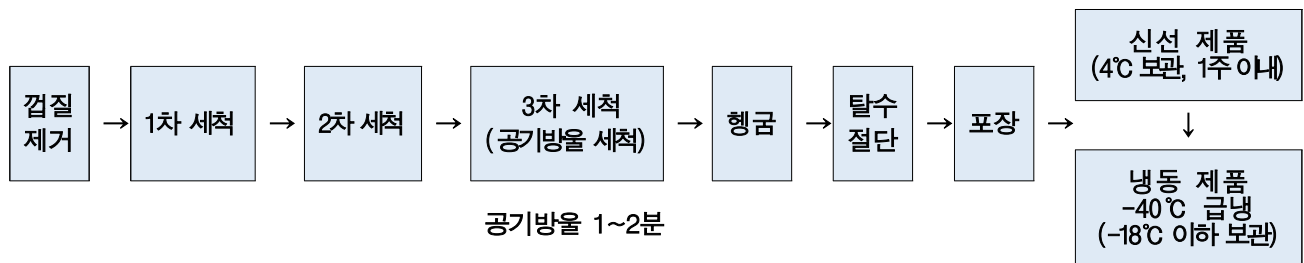 껍질
제거
→
1차 세척
→
2차 세척
→
3차 세척
(공기방울 세척)
→
헹굼
→
탈수
절단
→
포장
→
신선 제품
(4℃ 보관, 1주 이내)
↓
냉동 제품
-40℃ 급냉
(-18℃ 이하 보관)
공기방울 1~2분